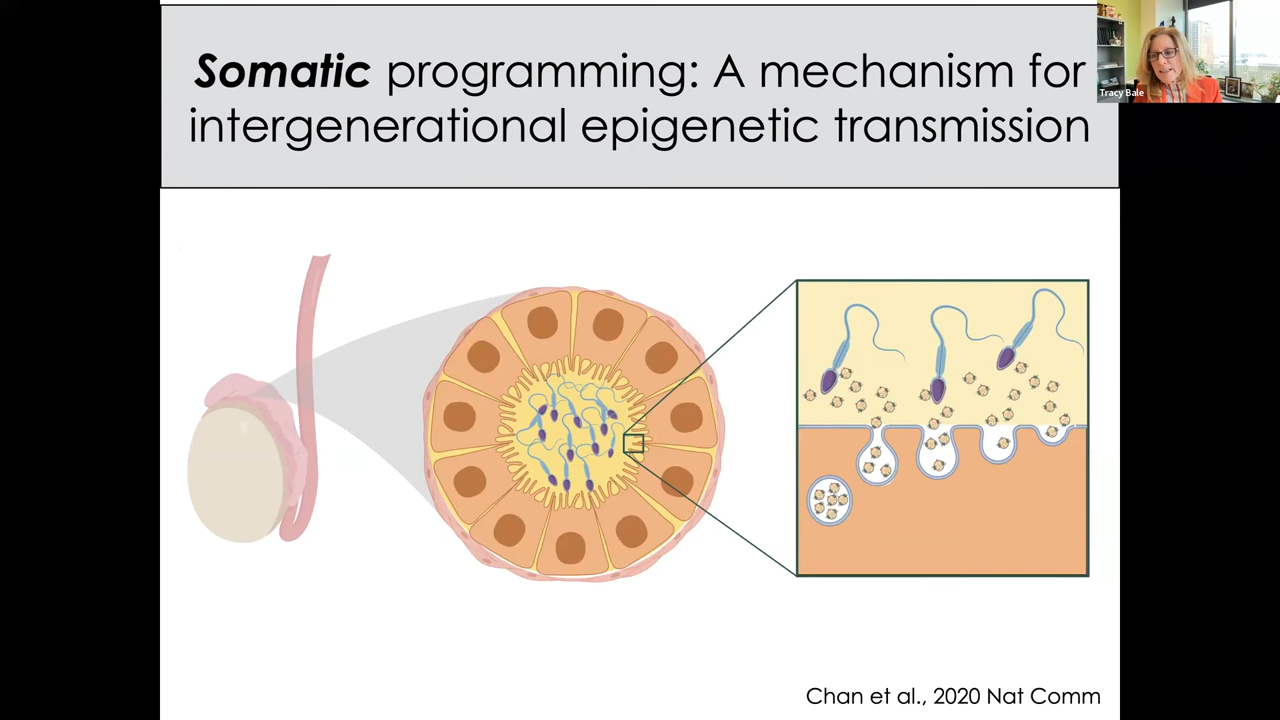 Somatic programming: A mechanism for
intergenerational epigenetic transmission
Tracy Bale
Chan et al., 2020 Nat Comm